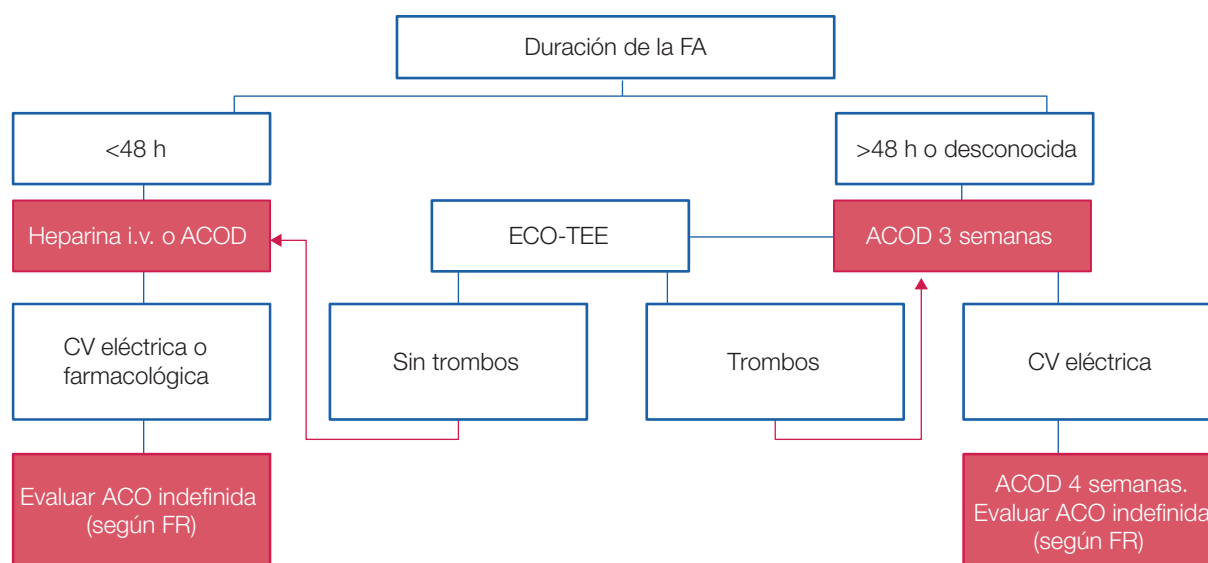 Duración de la FA
<48 h
>48 h o desconocida
Heparina i.v. o ACOD
ECO-TEE
ACOD 3 semanas
CV eléctrica o
farmacológica
Sin trombos
Trombos
CV eléctrica
Evaluar ACO indefinida
(según FR)
ACOD 4 semanas.
Evaluar ACO indefinida
(según FR)